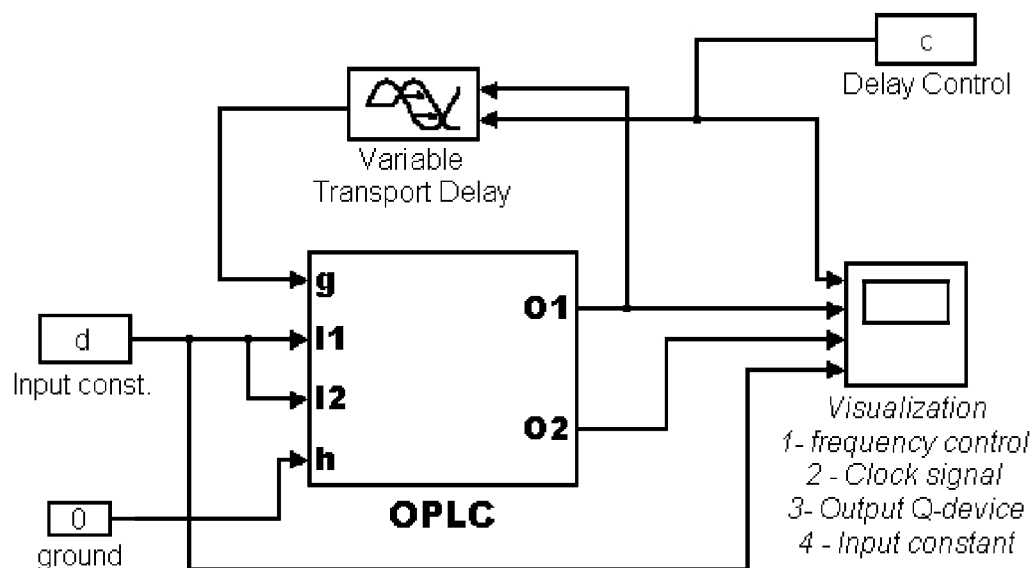 c
Delay Control
Variable
Transport Delay
g
I1
I2
h
O1
O2
OPLC
d
Input const.
0
ground
Visualization
1- frequency control
2 - Clock signal
3- Output Q-device
4 - Input constant